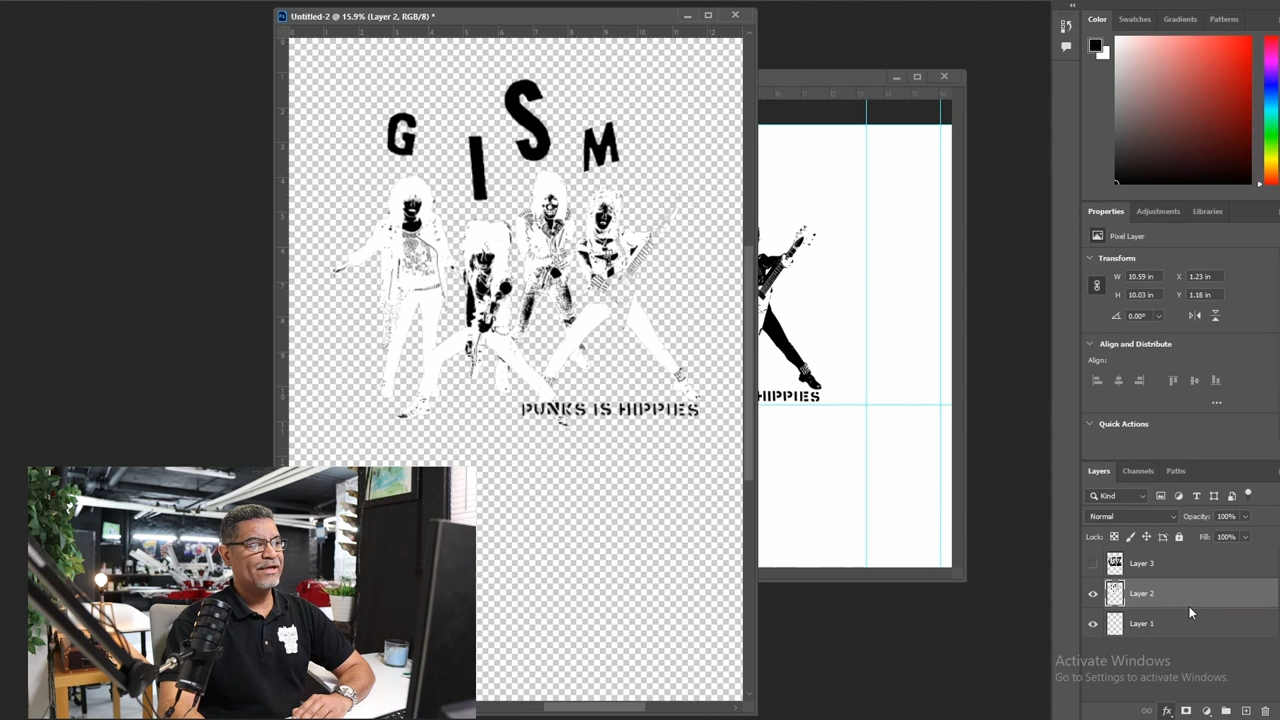 Untitled-2 @ 15.9% (Layer 2, RGB/8) *
G I S M
PUNKS IS HIPPIES
HIPPIES
Color Swatches Gradients Patterns
Properties Adjustments Libraries
Pixel Layer
Transform
W 10.59 in X 1.23 in
H 10.03 in Y 1.18 in
0.00°
Align and Distribute
Align:
Quick Actions
Layers Channels Paths
Kind
Normal Opacity: 100%
Lock: Fill: 100%
Layer 3
Layer 2
Layer 1
Activate Windows
Go to Settings to activate Windows.
fx